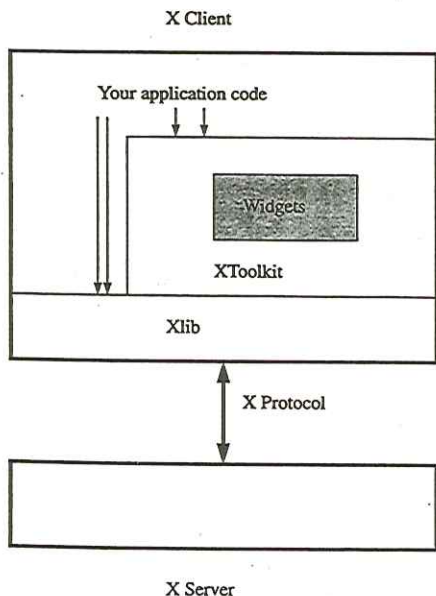 X Client
Your application code
Widgets
XToolkit
Xlib
X Protocol
X Server